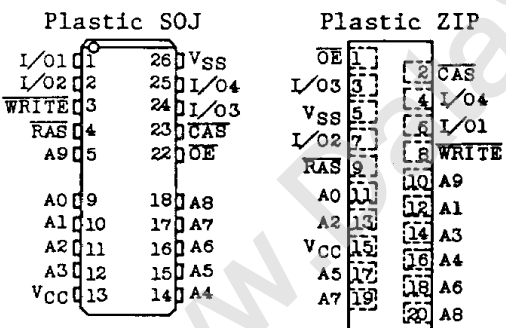 Plastic SOJ Plastic ZIP
I/O1 1 26 VSS
I/O2 2 25 I/O4
WRITE 3 24 I/O3
RAS 4 23 CAS
A9 5 22 OE
A0 9 18 A8
A1 10 17 A7
A2 11 16 A6
A3 12 15 A5
VCC 13 14 A4
OE 1
2 CAS
I/O3 3
4 I/O4
VSS 5
6 I/O1
I/O2 7
8 WRITE
RAS 9
10 A9
A0 11
12 A1
A2 13
14 A3
VCC 15
16 A4
A5 17
18 A6
A7 19
20 A8